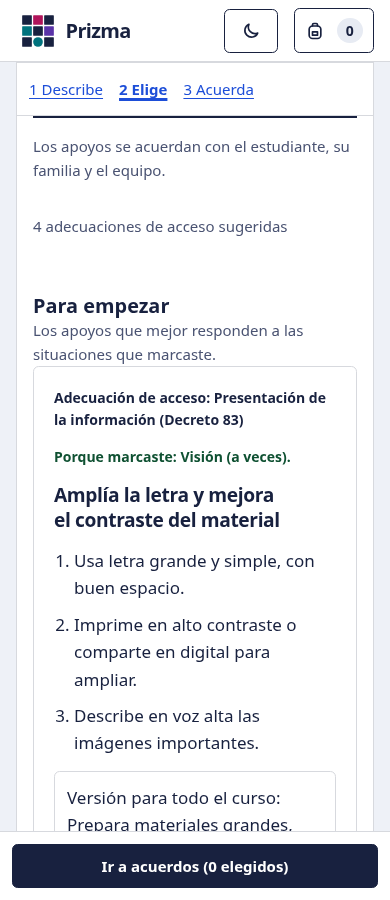 Prizma
0
1 Describe 2 Elige 3 Acuerda
Los apoyos se acuerdan con el estudiante, su
familia y el equipo.
4 adecuaciones de acceso sugeridas
Para empezar
Los apoyos que mejor responden a las
situaciones que marcaste.
Adecuación de acceso: Presentación de
la información (Decreto 83)
Porque marcaste: Visión (a veces).
Amplía la letra y mejora
el contraste del material
1. Usa letra grande y simple, con
buen espacio.
2. Imprime en alto contraste o
comparte en digital para
ampliar.
3. Describe en voz alta las
imágenes importantes.
Versión para todo el curso:
Prepara materiales grandes,
Ir a acuerdos (0 elegidos)